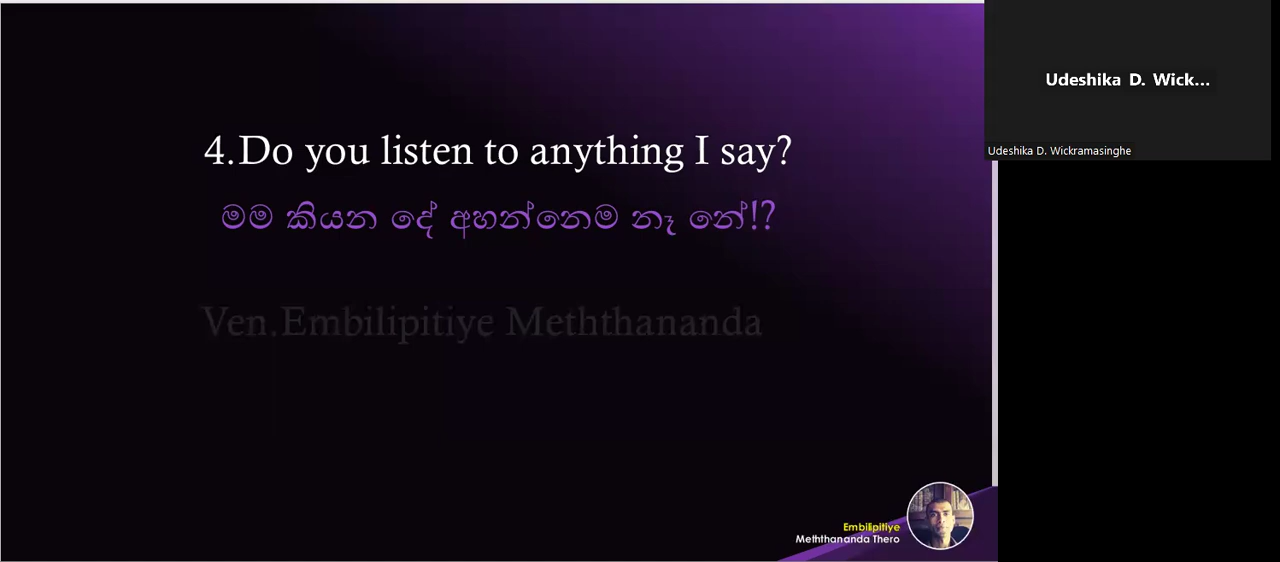 4.Do you listen to anything I say?
මම කියන දේ අහන්නෙම නෑ නේ!?
Ven.Embilipitiye Meththananda
Embilipitiye
Meththananda Thero
Udeshika D. Wick...
Udeshika D. Wickramasinghe